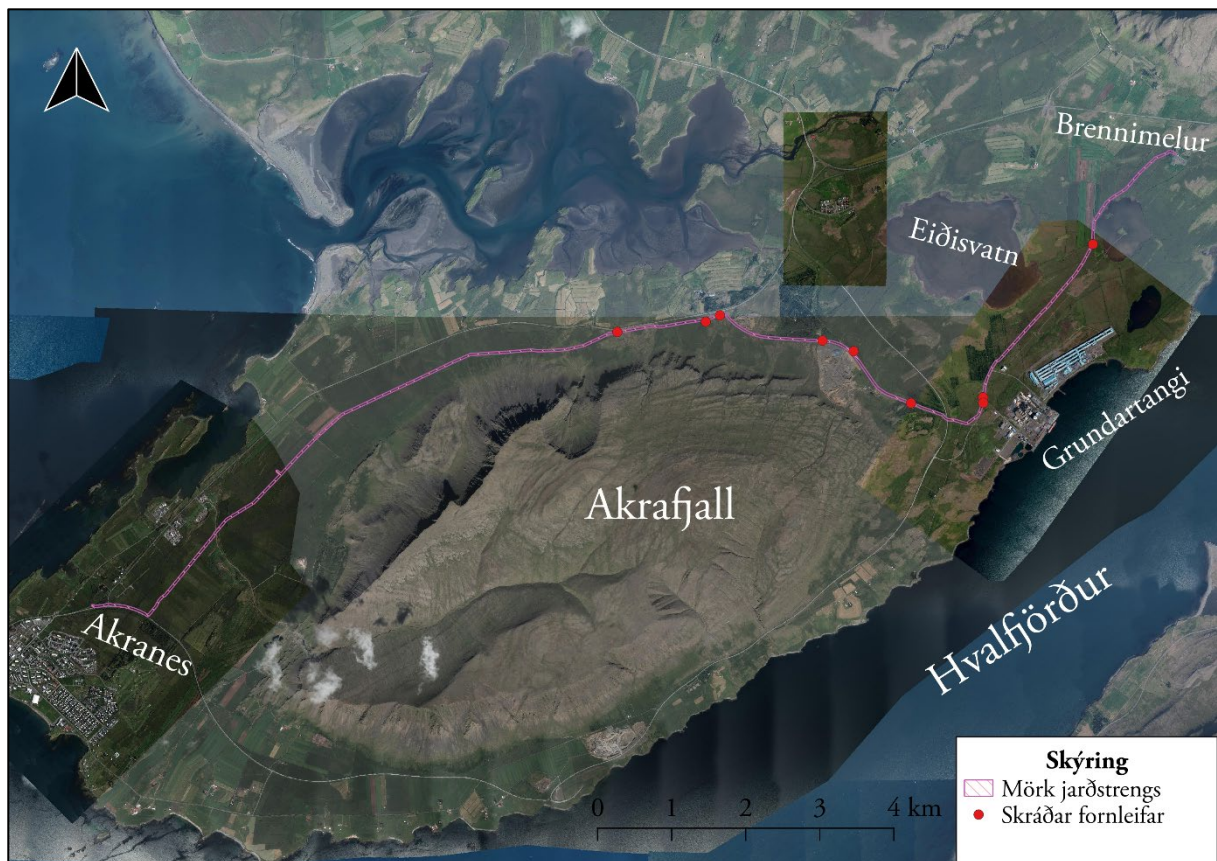 Brennimelur
Eiðisvatn
Grundartangi
Akrafjall
Akranes
Hvalfjörður
Skýring
Mörk jarðstrengs
Skráðar fornleifar
0 1 2 3 4 km